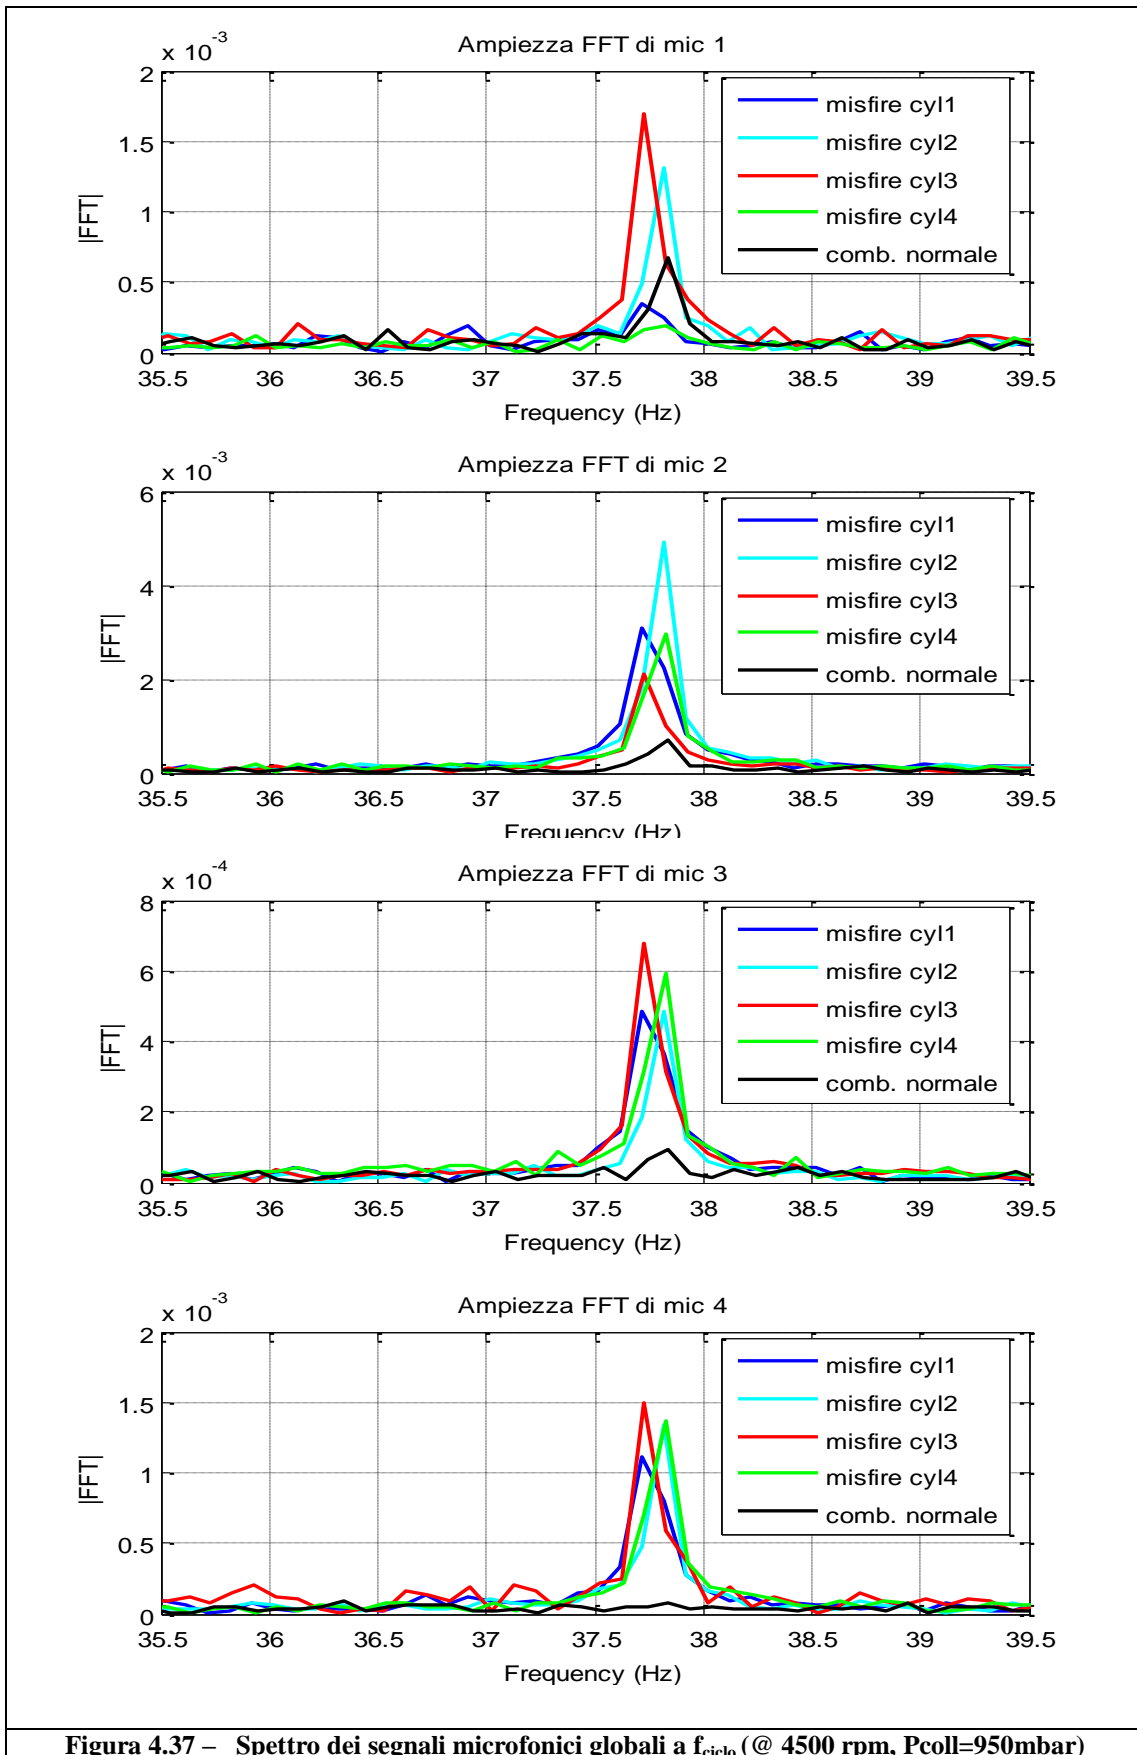 Ampiezza FFT di mic 1
x 10^-3
2
1.5
1
0.5
0
|FFT|
misfire cyl1
misfire cyl2
misfire cyl3
misfire cyl4
comb. normale
35.5 36 36.5 37 37.5 38 38.5 39 39.5
Frequency (Hz)
Ampiezza FFT di mic 2
x 10^-3
6
4
2
0
|FFT|
misfire cyl1
misfire cyl2
misfire cyl3
misfire cyl4
comb. normale
35.5 36 36.5 37 37.5 38 38.5 39 39.5
Frequency (Hz)
Ampiezza FFT di mic 3
x 10^-4
8
6
4
2
0
|FFT|
misfire cyl1
misfire cyl2
misfire cyl3
misfire cyl4
comb. normale
35.5 36 36.5 37 37.5 38 38.5 39 39.5
Frequency (Hz)
Ampiezza FFT di mic 4
x 10^-3
2
1.5
1
0.5
0
|FFT|
misfire cyl1
misfire cyl2
misfire cyl3
misfire cyl4
comb. normale
35.5 36 36.5 37 37.5 38 38.5 39 39.5
Frequency (Hz)
Figura 4.37 – Spettro dei segnali microfonici globali a fciclo (@ 4500 rpm, Pcoll=950mbar)